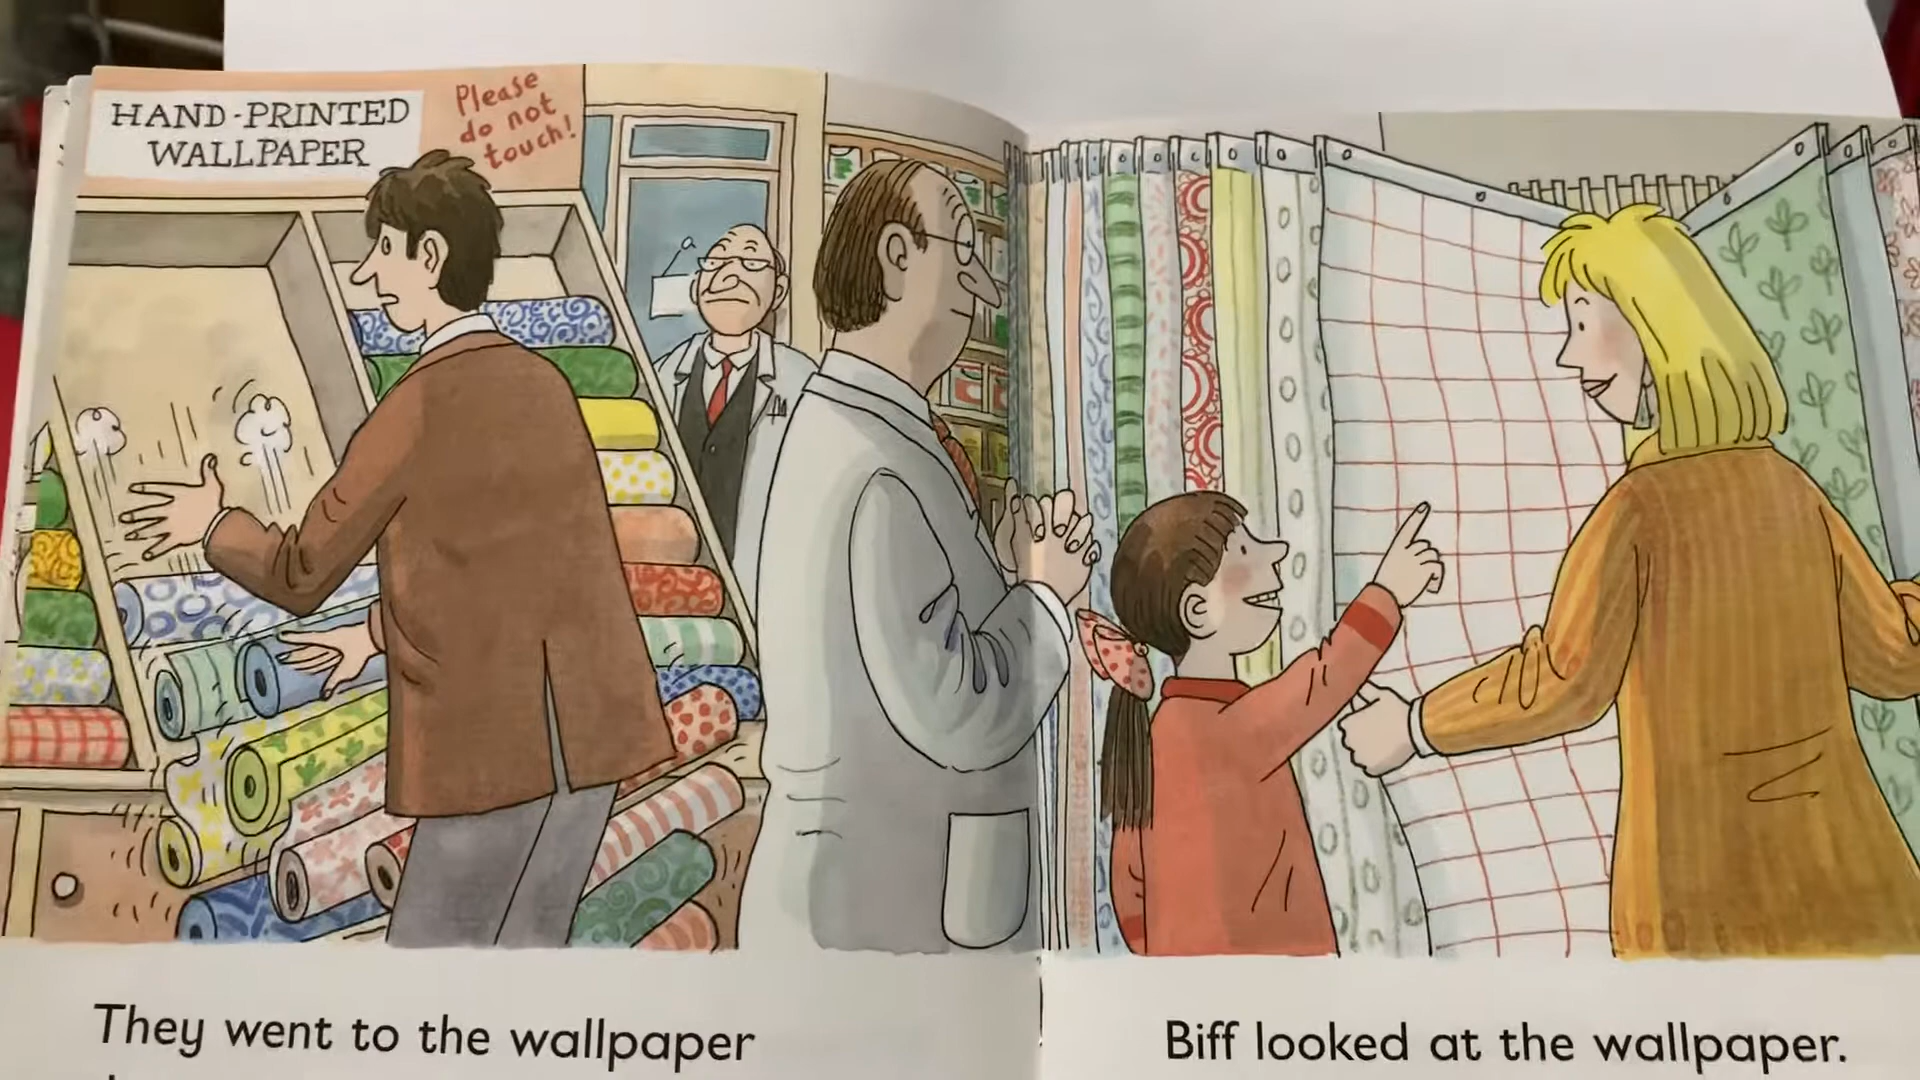 HAND-PRINTED
WALLPAPER
Please
do not
touch!
They went to the wallpaper
Biff looked at the wallpaper.